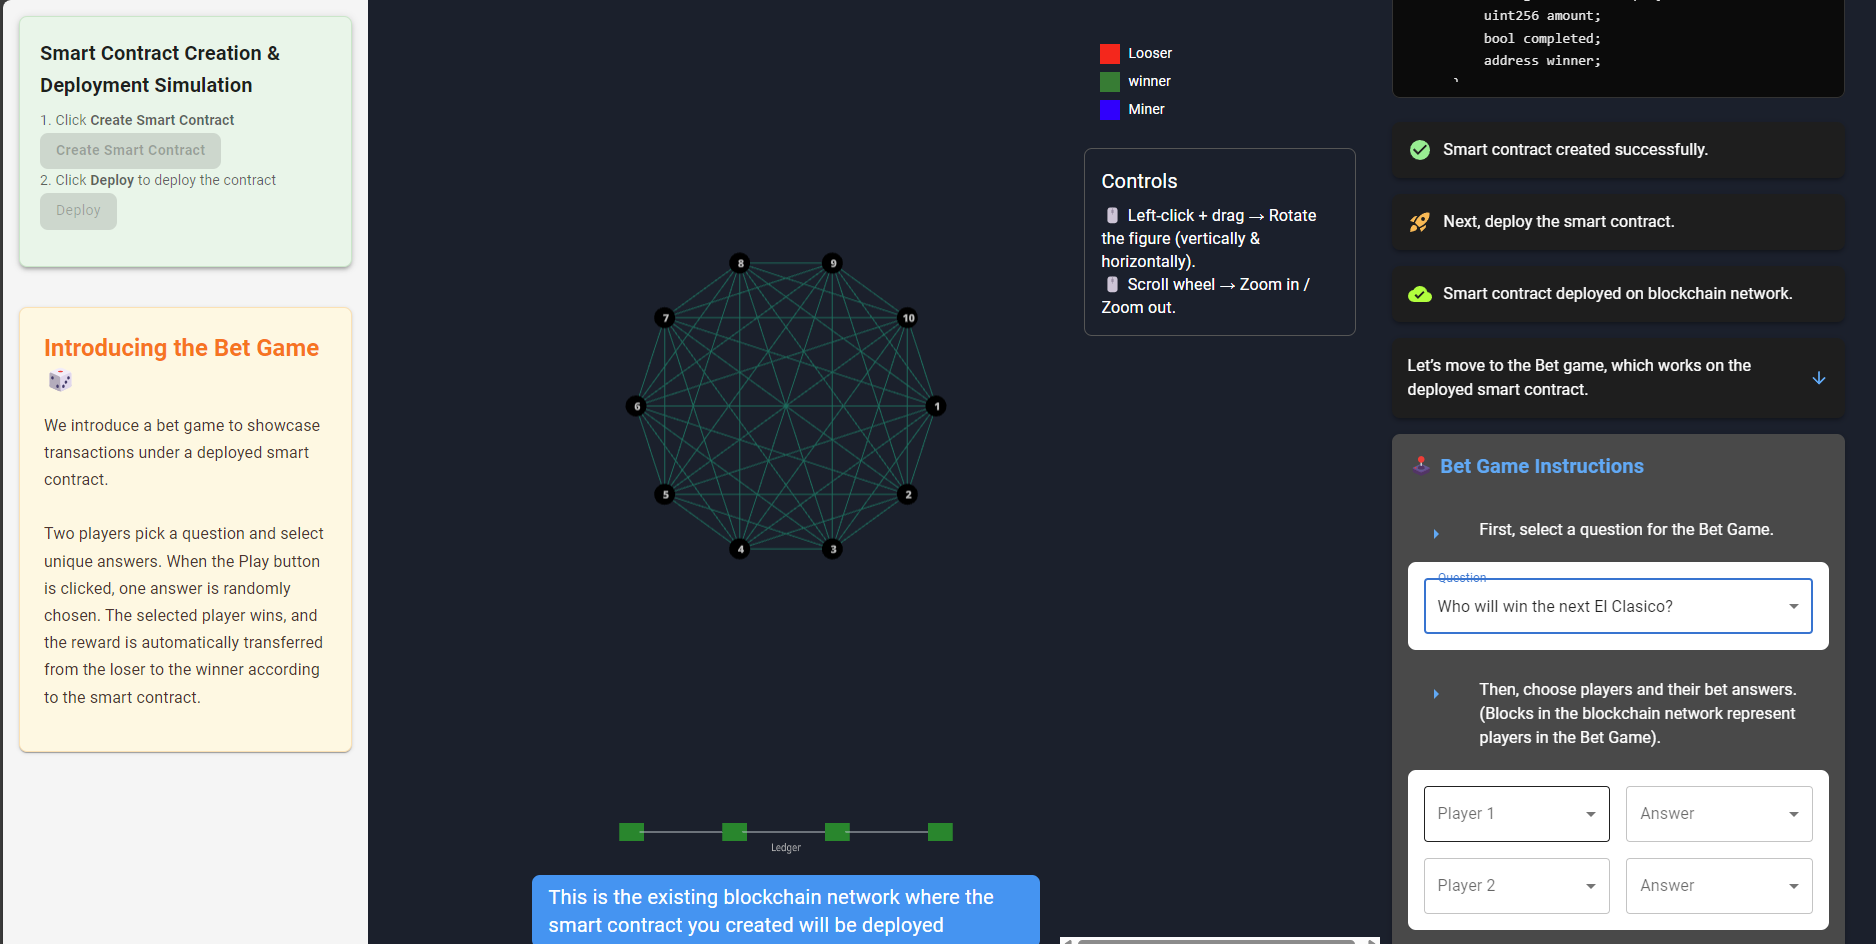 Smart Contract Creation &
Deployment Simulation
1. Click Create Smart Contract
Create Smart Contract
2. Click Deploy to deploy the contract
Deploy
Introducing the Bet Game
We introduce a bet game to showcase
transactions under a deployed smart
contract.
Two players pick a question and select
unique answers. When the Play button
is clicked, one answer is randomly
chosen. The selected player wins, and
the reward is automatically transferred
from the loser to the winner according
to the smart contract.
Looser
winner
Miner
Controls
Left-click + drag → Rotate
the figure (vertically &
horizontally).
Scroll wheel → Zoom in /
Zoom out.
8
9
7
10
6
1
5
2
4
3
Ledger
This is the existing blockchain network where the
smart contract you created will be deployed
uint256 amount;
bool completed;
address winner;
Smart contract created successfully.
Next, deploy the smart contract.
Smart contract deployed on blockchain network.
Let's move to the Bet game, which works on the
deployed smart contract.
Bet Game Instructions
First, select a question for the Bet Game.
Question
Who will win the next El Clasico?
Then, choose players and their bet answers.
(Blocks in the blockchain network represent
players in the Bet Game).
Player 1
Answer
Player 2
Answer